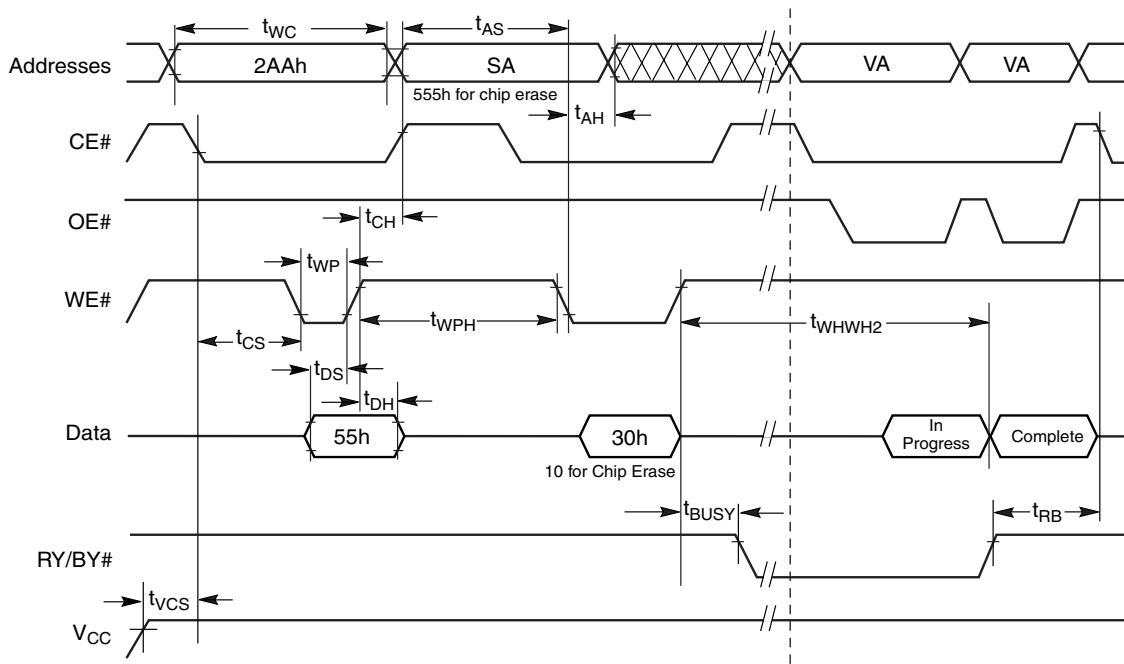 tWC
tAS
Addresses
2AAh
SA
VA
VA
555h for chip erase
tAH
CE#
OE#
tCH
tWP
WE#
tWPH
tWHWH2
tCS
tDS
tDH
Data
55h
30h
In
Progress
Complete
10 for Chip Erase
tBUSY
tRB
RY/BY#
tVCS
VCC